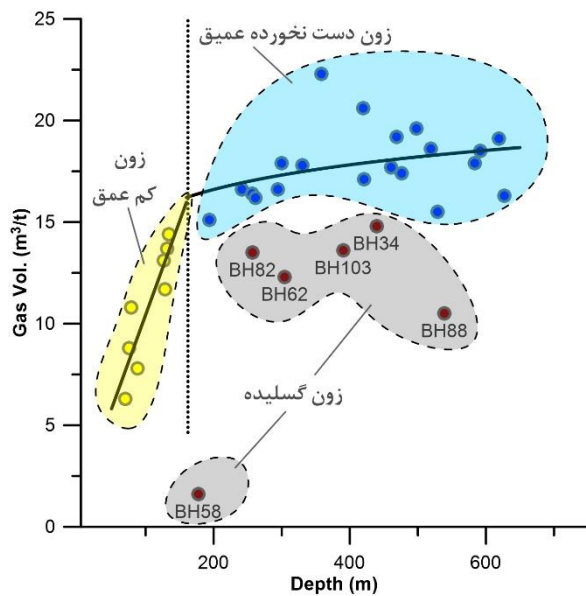 زون دست نخورده عمیق
زون
کم عمق
BH34
BH82
BH103
BH62
BH88
زون گسلیده
BH58
Gas Vol. (m³/t)
25
20
15
10
5
0
200
400
600
Depth (m)